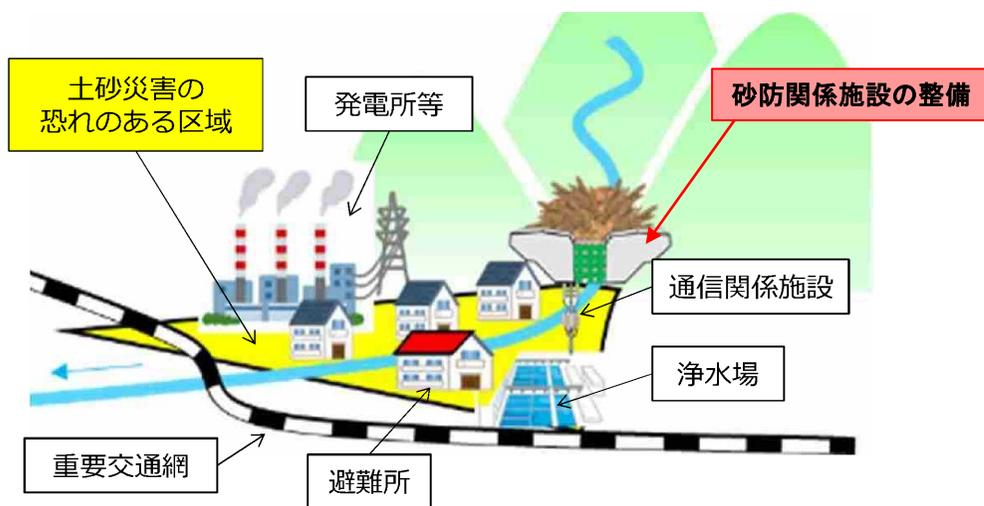 土砂災害の
恐れのある区域
発電所等
砂防関係施設の整備
通信関係施設
浄水場
重要交通網
避難所